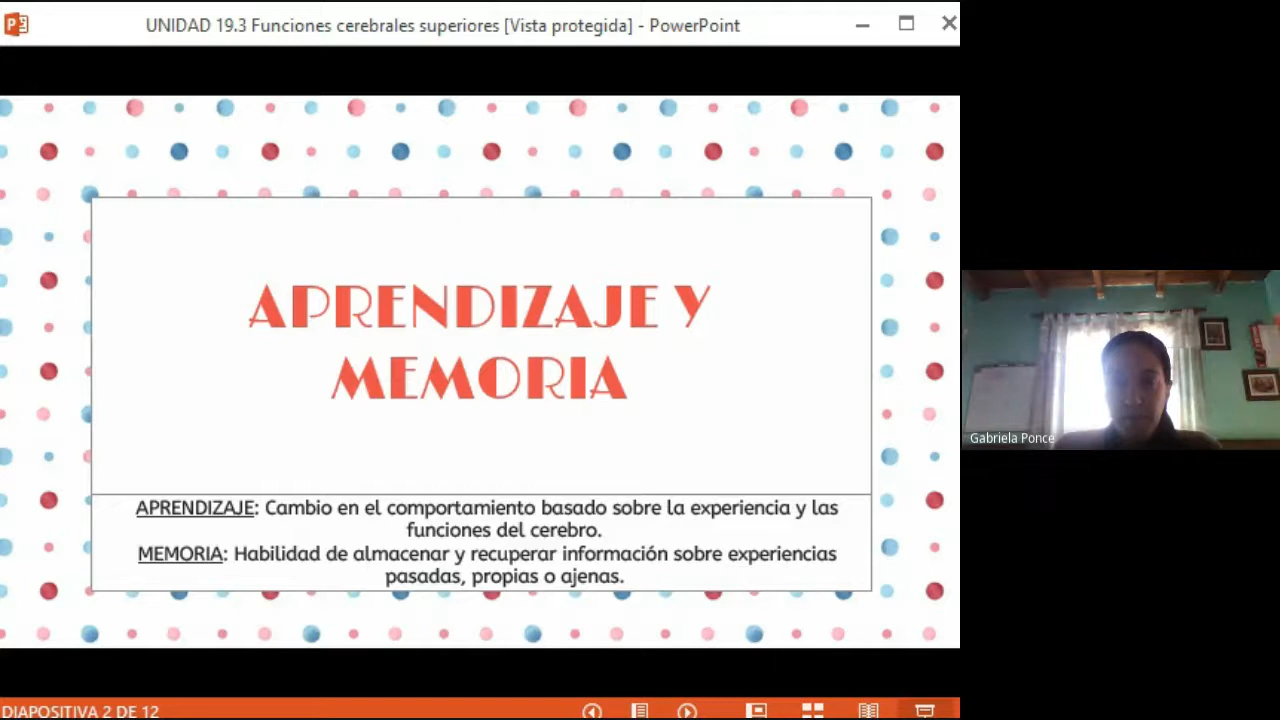 UNIDAD 19.3 Funciones cerebrales superiores [Vista protegida] - PowerPoint
APRENDIZAJE Y
MEMORIA
APRENDIZAJE: Cambio en el comportamiento basado sobre la experiencia y las
funciones del cerebro.
MEMORIA: Habilidad de almacenar y recuperar información sobre experiencias
pasadas, propias o ajenas.
Gabriela Ponce
DIAPOSITIVA 2 DE 12